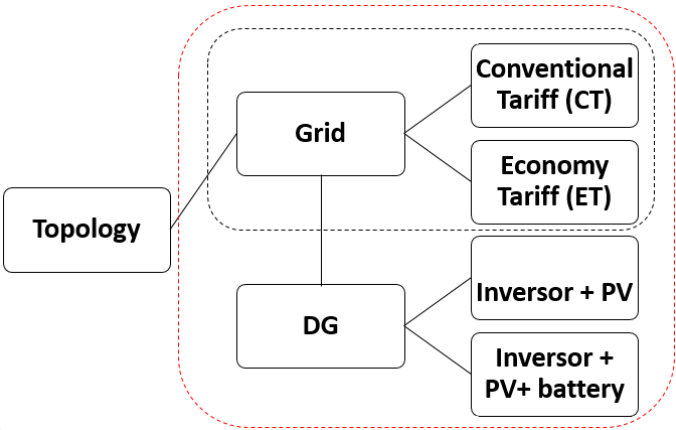 Topology
Grid
Conventional
Tariff (CT)
Economy
Tariff (ET)
DG
Inversor + PV
Inversor +
PV+ battery